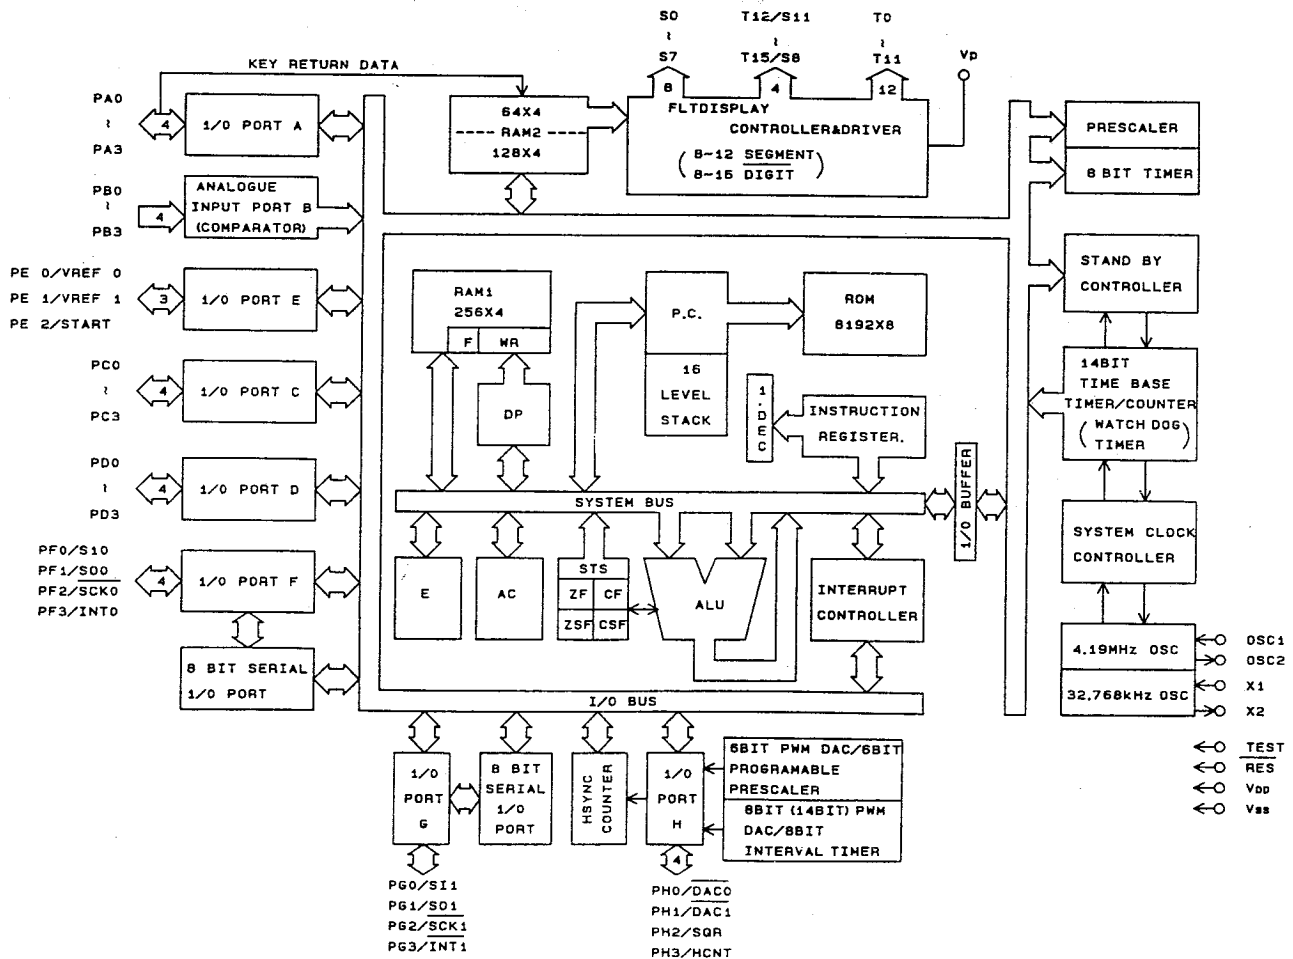 S0
≀
S7
T12/S11
≀
T15/S8
T0
≀
T11
Vp
8
4
12
KEY RETURN DATA
PA0
≀
PA3
4
I/O PORT A
64X4
RAM2
128X4
FLTDISPLAY
CONTROLLER&DRIVER
(8-12 SEGMENT
8-15 DIGIT)
PRESCALER
8 BIT TIMER
PB0
≀
PB3
4
ANALOGUE
INPUT PORT B
(COMPARATOR)
PE 0/VREF 0
PE 1/VREF 1
PE 2/START
3
I/O PORT E
RAM1
256X4
F
WR
DP
P.C.
16
LEVEL
STACK
ROM
8192X8
STAND BY
CONTROLLER
PC0
≀
PC3
4
I/O PORT C
I.DEC
INSTRUCTION
REGISTER.
14BIT
TIME BASE
TIMER/COUNTER
(WATCH DOG
TIMER)
PD0
≀
PD3
4
I/O PORT D
SYSTEM BUS
I/O BUFFER
SYSTEM CLOCK
CONTROLLER
PF0/SI0
PF1/SO0
PF2/S̅C̅K̅0̅
PF3/INT0
4
I/O PORT F
E
AC
STS
ZF
CF
ZSF
CSF
ALU
INTERRUPT
CONTROLLER
8 BIT SERIAL
I/O PORT
4.19MHz OSC
32,768kHz OSC
OSC1
OSC2
X1
X2
I/O BUS
TEST
R̅E̅S̅
VDD
Vss
I/O
PORT
G
8 BIT
SERIAL
I/O
PORT
HSYNC
COUNTER
I/O
PORT
H
6BIT PWM DAC/6BIT
PROGRAMABLE
PRESCALER
8BIT (14BIT) PWM
DAC/8BIT
INTERVAL TIMER
4
PG0/SI1
PG1/SO1
PG2/S̅C̅K̅1̅
PG3/I̅N̅T̅1̅
PH0/D̅A̅C̅0̅
PH1/D̅A̅C̅1̅
PH2/SQR
PH3/HCNT